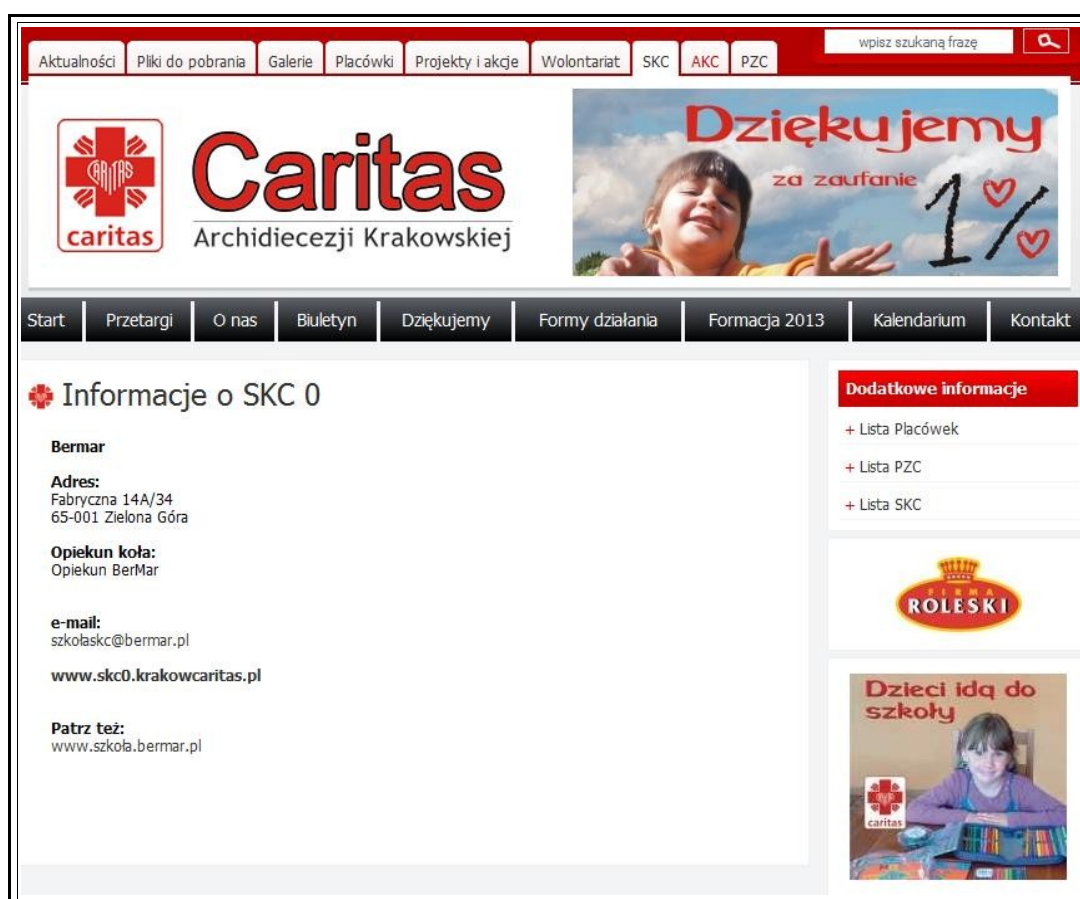 Aktualności Pliki do pobrania Galerie Placówki Projekty i akcje Wolontariat SKC AKC PZC
wpisz szukaną frazę
CARITAS
caritas
Caritas
Archidiecezji Krakowskiej
Dziękujemy
za zaufanie
1%
Start Przetargi O nas Biuletyn Dziękujemy Formy działania Formacja 2013 Kalendarium Kontakt
Informacje o SKC 0
Bermar
Adres:
Fabryczna 14A/34
65-001 Zielona Góra
Opiekun koła:
Opiekun BerMar
e-mail:
szkołaskc@bermar.pl
www.skc0.krakowcaritas.pl
Patrz też:
www.szkoła.bermar.pl
Dodatkowe informacje
+ Lista Placówek
+ Lista PZC
+ Lista SKC
FIRMA
ROLESKI
Dzieci idą do
szkoły
caritas